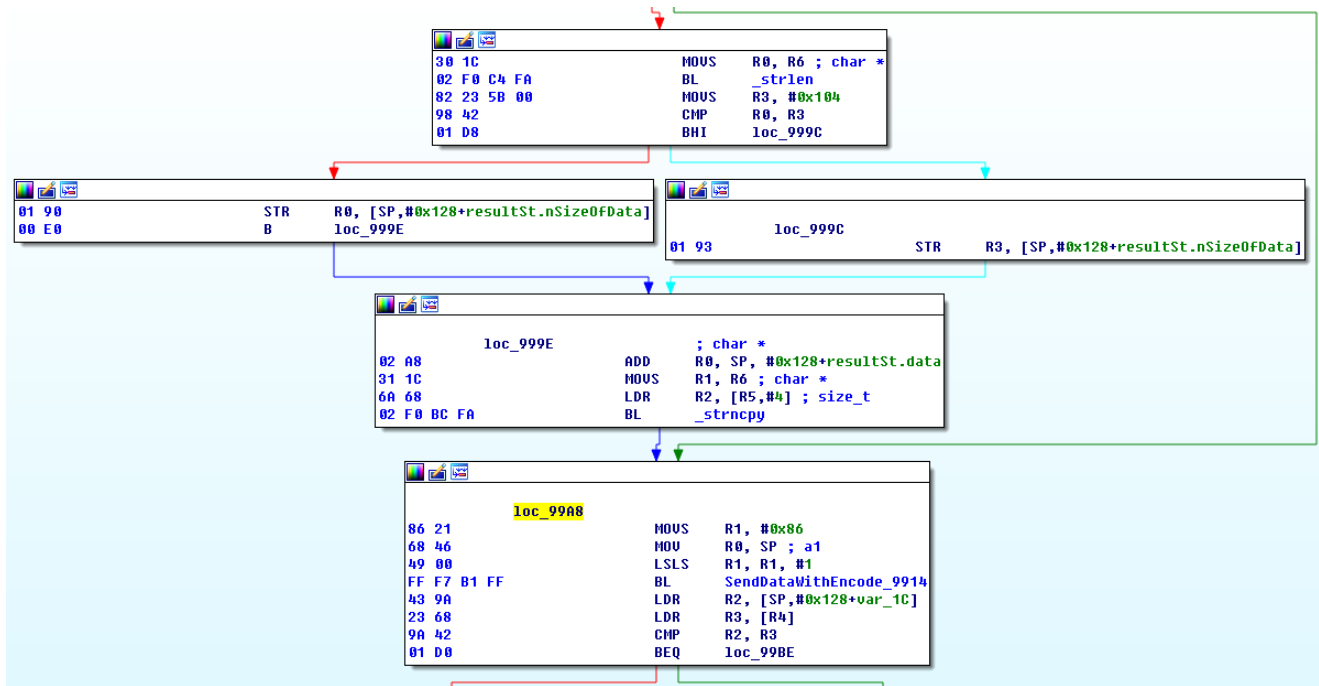 30 1C MOVS R0, R6 ; char *
02 F0 C4 FA BL _strlen
82 23 5B 00 MOVS R3, #0x104
98 42 CMP R0, R3
01 D8 BHI loc_999C
01 90 STR R0, [SP,#0x128+resultSt.nSizeOfData]
00 E0 B loc_999E
loc_999C
01 93 STR R3, [SP,#0x128+resultSt.nSizeOfData]
loc_999E ; char *
02 A8 ADD R0, SP, #0x128+resultSt.data
31 1C MOVS R1, R6 ; char *
6A 68 LDR R2, [R5,#4] ; size_t
02 F0 BC FA BL _strncpy
loc_99A8
86 21 MOVS R1, #0x86
68 46 MOV R0, SP ; a1
49 00 LSLS R1, R1, #1
FF F7 B1 FF BL SendDataWithEncode_9914
43 9A LDR R2, [SP,#0x128+var_1C]
23 68 LDR R3, [R4]
9A 42 CMP R2, R3
01 D0 BEQ loc_99BE